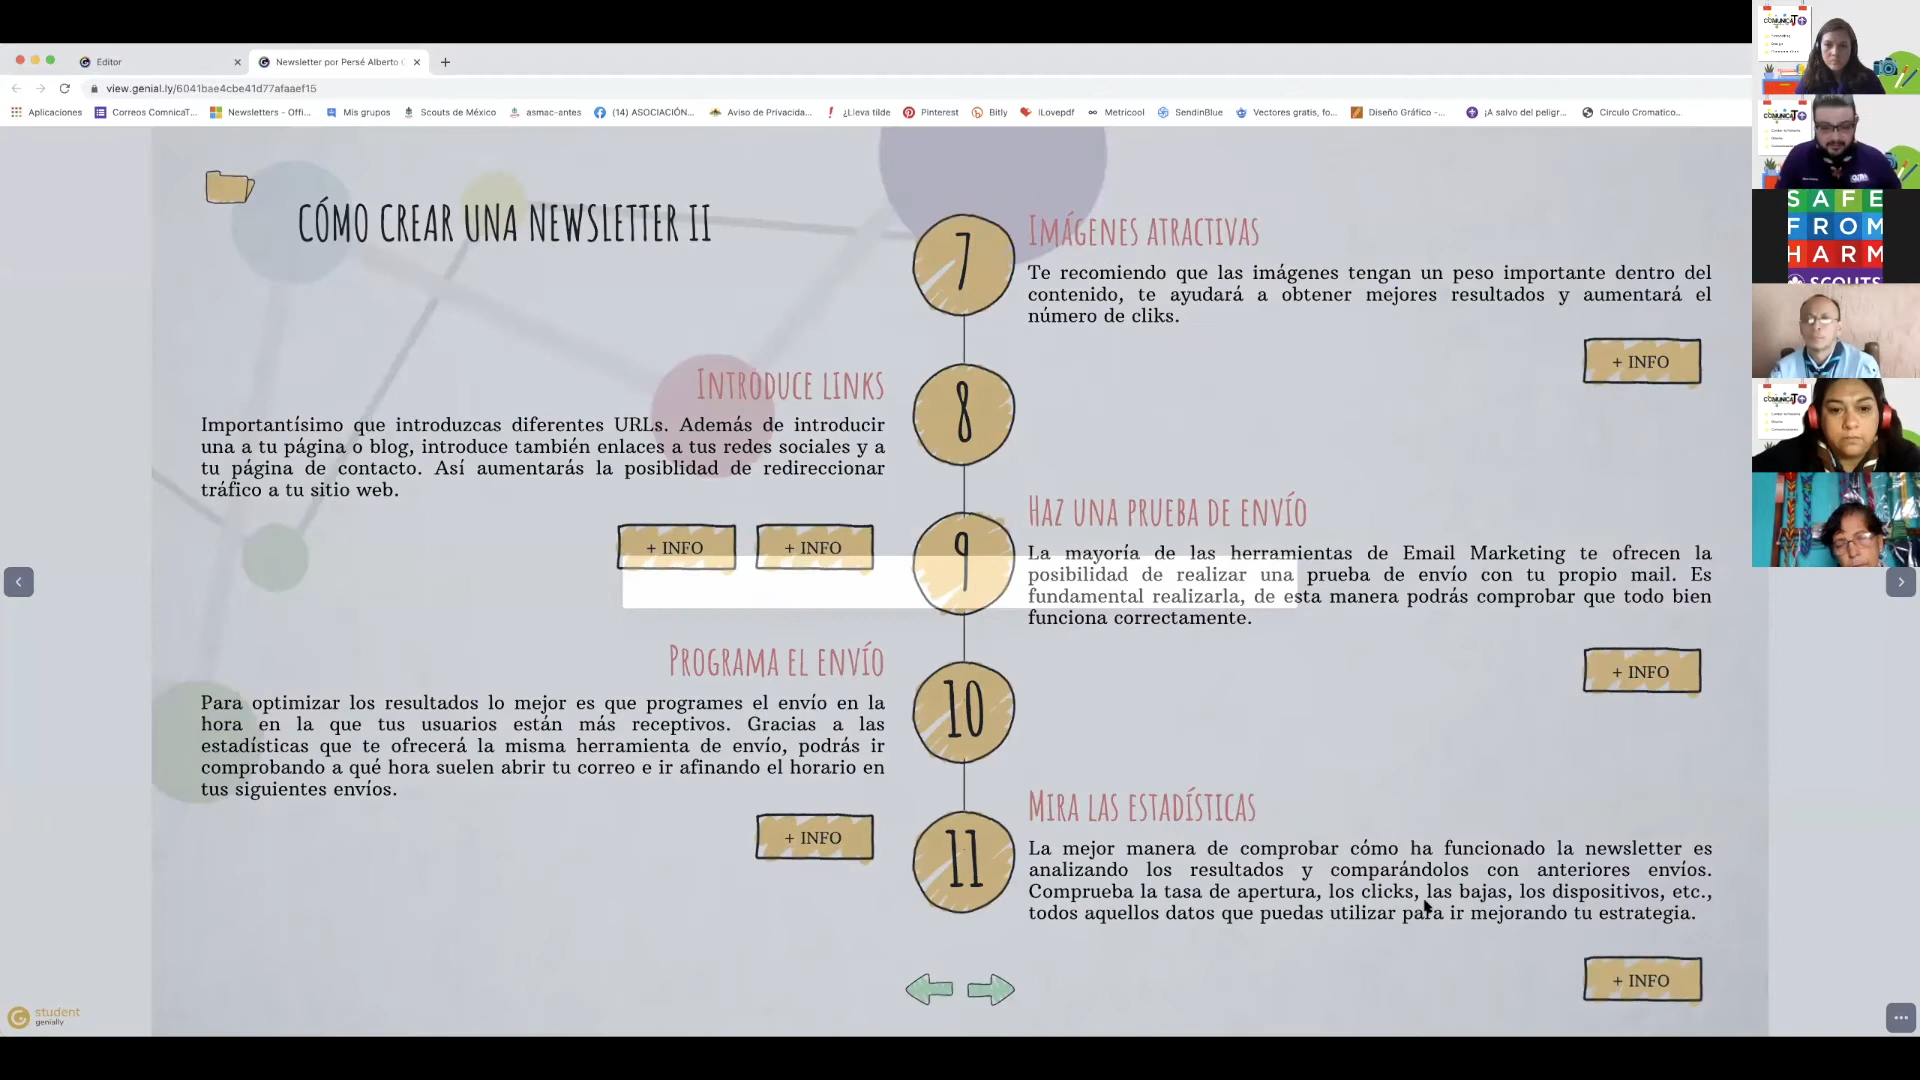 Editor
Newsletter por Persé Alberto
view.genial.ly/6041bae4cbe41d77afaaef15
Aplicaciones
Correos ComnicaT...
Newsletters - Offi...
Mis grupos
Scouts de México
asmac-antes
(14) ASOCIACIÓN...
Aviso de Privacida...
¿Lleva tilde
Pinterest
Bitly
iLovepdf
Metricool
SendinBlue
Vectores gratis, fo...
Diseño Gráfico -...
¡A salvo del peligr...
Circulo Cromatico...
CÓMO CREAR UNA NEWSLETTER II
7
IMÁGENES ATRACTIVAS
Te recomiendo que las imágenes tengan un peso importante dentro del
contenido, te ayudará a obtener mejores resultados y aumentará el
número de cliks.
+ INFO
8
INTRODUCE LINKS
Importantísimo que introduzcas diferentes URLs. Además de introducir
una a tu página o blog, introduce también enlaces a tus redes sociales y a
tu página de contacto. Así aumentarás la posiblidad de redireccionar
tráfico a tu sitio web.
+ INFO
+ INFO
9
HAZ UNA PRUEBA DE ENVÍO
La mayoría de las herramientas de Email Marketing te ofrecen la
posibilidad de realizar una prueba de envío con tu propio mail. Es
fundamental realizarla, de esta manera podrás comprobar que todo bien
funciona correctamente.
+ INFO
10
PROGRAMA EL ENVÍO
Para optimizar los resultados lo mejor es que programes el envío en la
hora en la que tus usuarios están más receptivos. Gracias a las
estadísticas que te ofrecerá la misma herramienta de envío, podrás ir
comprobando a qué hora suelen abrir tu correo e ir afinando el horario en
tus siguientes envíos.
+ INFO
11
MIRA LAS ESTADÍSTICAS
La mejor manera de comprobar cómo ha funcionado la newsletter es
analizando los resultados y comparándolos con anteriores envíos.
Comprueba la tasa de apertura, los clicks, las bajas, los dispositivos, etc.,
todos aquellos datos que puedas utilizar para ir mejorando tu estrategia.
+ INFO
student
genially
SAFE
FROM
HARM
SCOUTS